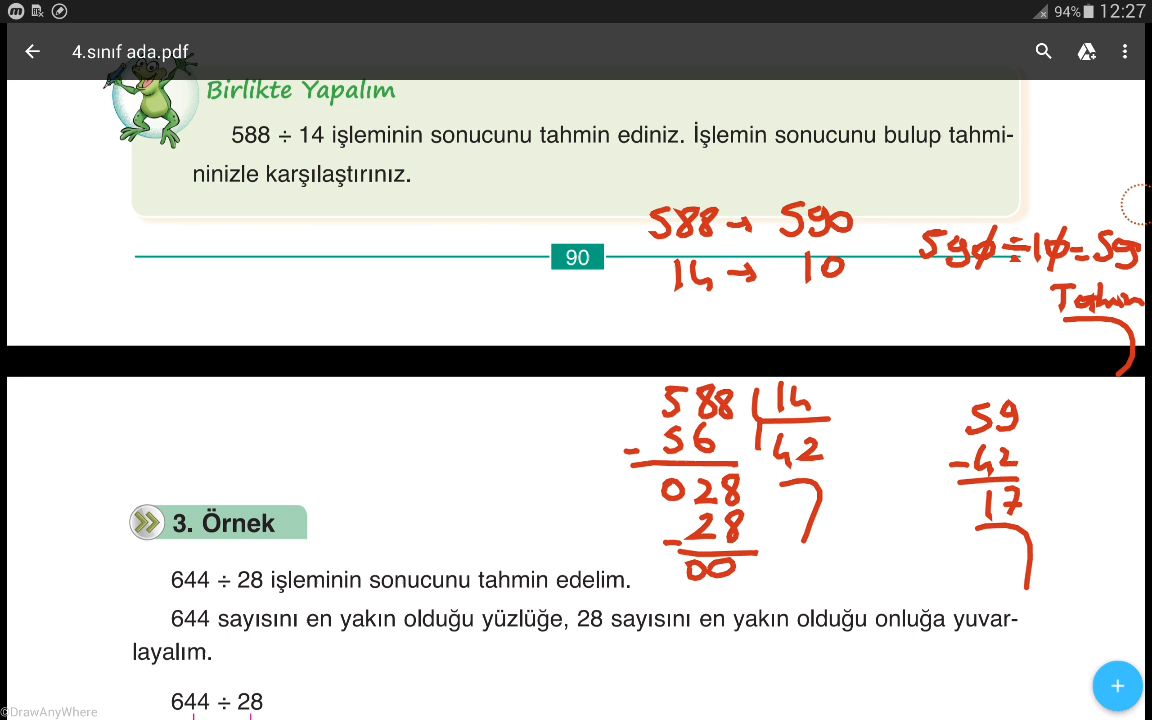 94% 12:27
4.sınıf ada.pdf
Birlikte Yapalım
588 ÷ 14 işleminin sonucunu tahmin ediniz. İşlemin sonucunu bulup tahmi-
ninizle karşılaştırınız.
588 → 590
14 → 10
590 ÷ 10 = 59
Tahmin
90
588 14
- 56 42
028
- 28
00
59
- 42
17
3. Örnek
644 ÷ 28 işleminin sonucunu tahmin edelim.
644 sayısını en yakın olduğu yüzlüğe, 28 sayısını en yakın olduğu onluğa yuvar-
layalım.
644 ÷ 28
©DrawAnyWhere